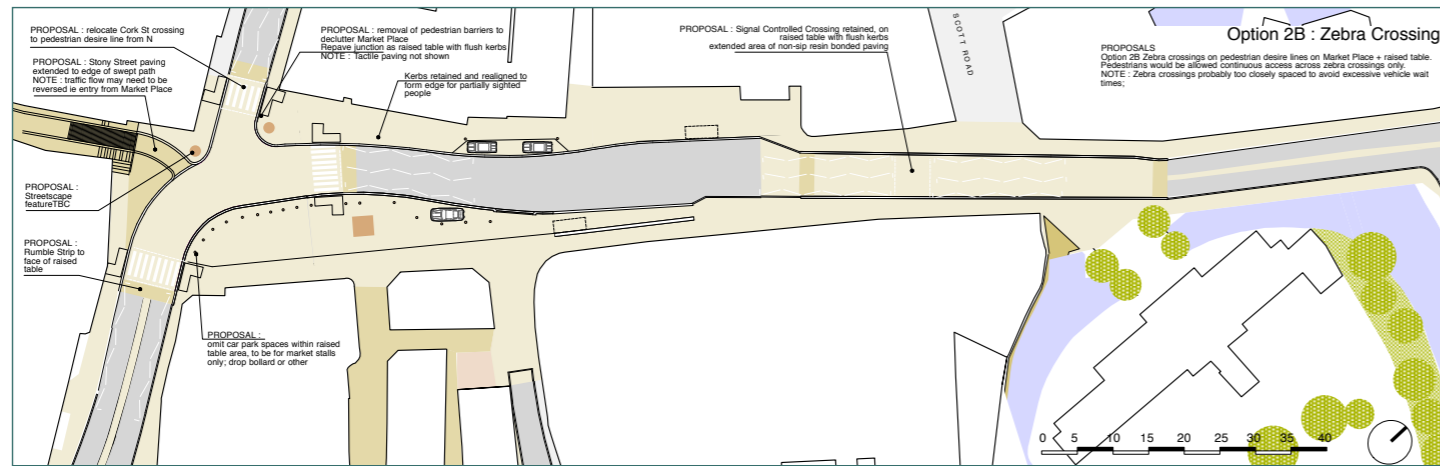 PROPOSAL : relocate Cork St crossing
to pedestrian desire line from N
PROPOSAL : Stony Street paving
extended to edge of swept path
NOTE : traffic flow may need to be
reversed ie entry from Market Place
PROPOSAL : removal of pedestrian barriers to
declutter Market Place
Repave junction as raised table with flush kerbs
NOTE : Tactile paving not shown
Kerbs retained and realigned to
form edge for partially sighted
people
PROPOSAL : Signal Controlled Crossing retained, on
raised table with flush kerbs
extended area of non-sip resin bonded paving
SCOTT ROAD
Option 2B : Zebra Crossing
PROPOSALS
Option 2B Zebra crossings on pedestrian desire lines on Market Place + raised table.
Pedestrians would be allowed continuous access across zebra crossings only.
NOTE : Zebra crossings probably too closely spaced to avoid excessive vehicle wait
times;
PROPOSAL :
Streetscape
featureTBC
PROPOSAL :
Rumble Strip to
face of raised
table
PROPOSAL :
omit car park spaces within raised
table area, to be for market stalls
only; drop bollard or other
0 5 10 15 20 25 30 35 40